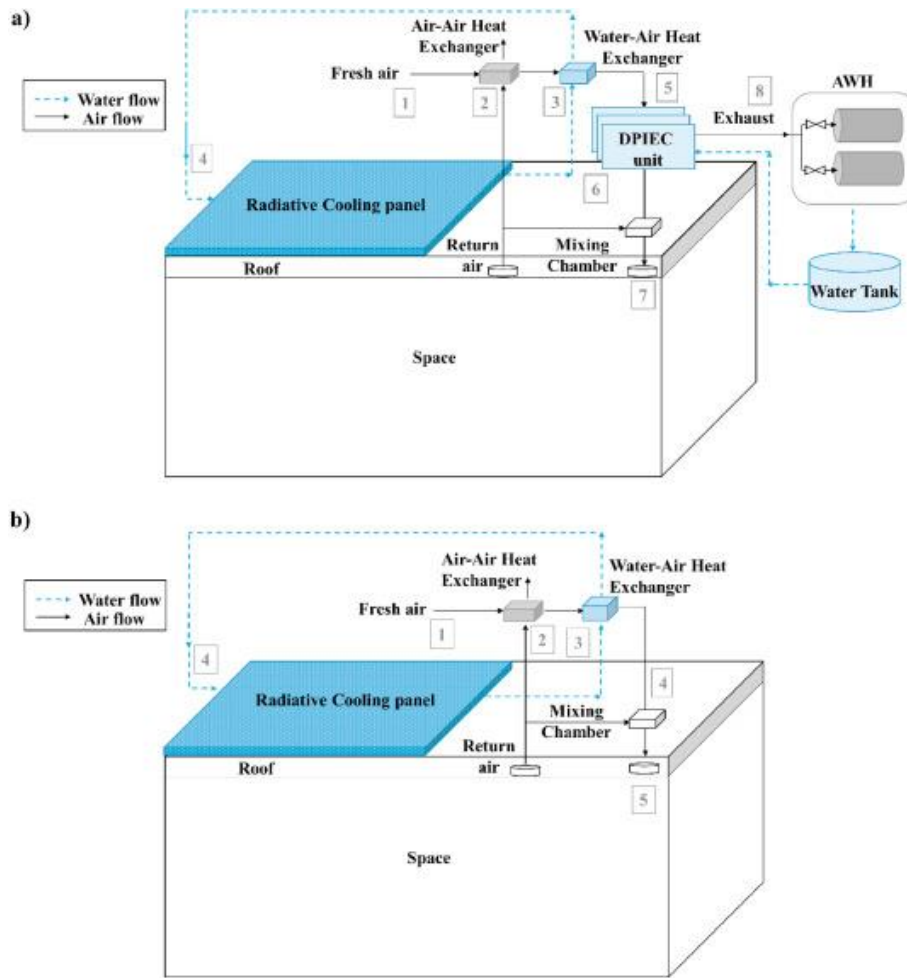 a)
Air-Air Heat
Exchanger
Water-Air Heat
Exchanger
Fresh air
1
2
3
5
8
AWH
Exhaust
Water flow
Air flow
4
DPIEC
unit
6
Radiative Cooling panel
Return
air
Mixing
Chamber
Roof
7
Water Tank
Space
b)
Air-Air Heat
Exchanger
Water-Air Heat
Exchanger
Water flow
Air flow
Fresh air
1
2
3
4
4
Radiative Cooling panel
Mixing
Chamber
Return
air
Roof
5
Space